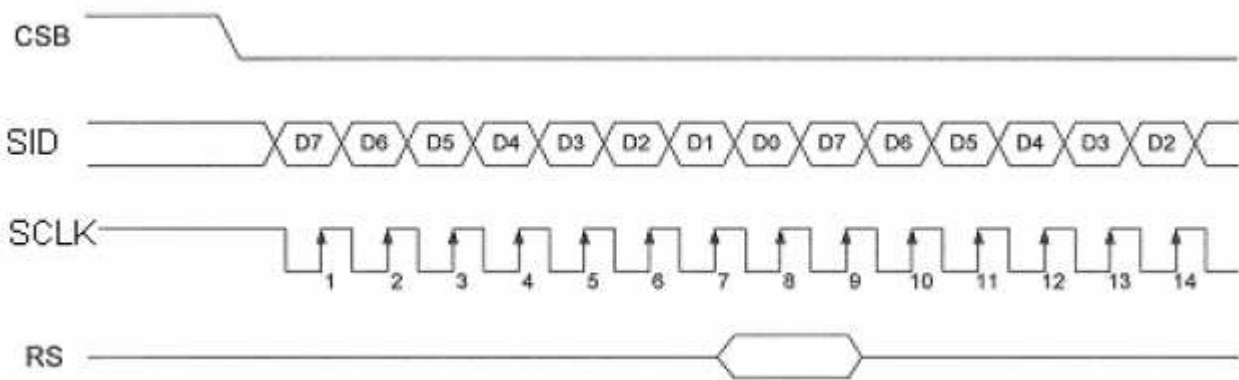 CSB
SID D7 D6 D5 D4 D3 D2 D1 D0 D7 D6 D5 D4 D3 D2
SCLK
1 2 3 4 5 6 7 8 9 10 11 12 13 14
RS